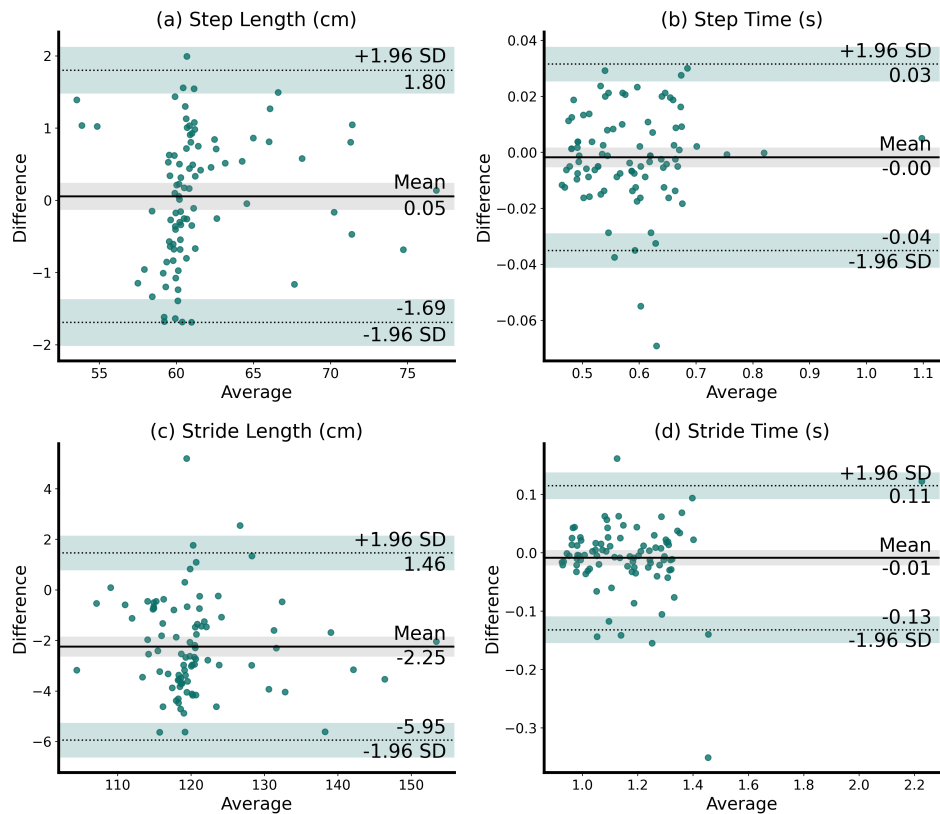 (a) Step Length (cm)
Difference
2
1
0
−1
−2
+1.96 SD
1.80
Mean
0.05
-1.69
-1.96 SD
55
60
65
70
75
Average
(b) Step Time (s)
Difference
0.04
0.02
0.00
−0.02
−0.04
−0.06
+1.96 SD
0.03
Mean
-0.00
-0.04
-1.96 SD
0.5
0.6
0.7
0.8
0.9
1.0
1.1
Average
(c) Stride Length (cm)
Difference
4
2
0
−2
−4
−6
+1.96 SD
1.46
Mean
-2.25
-5.95
-1.96 SD
110
120
130
140
150
Average
(d) Stride Time (s)
Difference
0.1
0.0
−0.1
−0.2
−0.3
+1.96 SD
0.11
Mean
-0.01
-0.13
-1.96 SD
1.0
1.2
1.4
1.6
1.8
2.0
2.2
Average